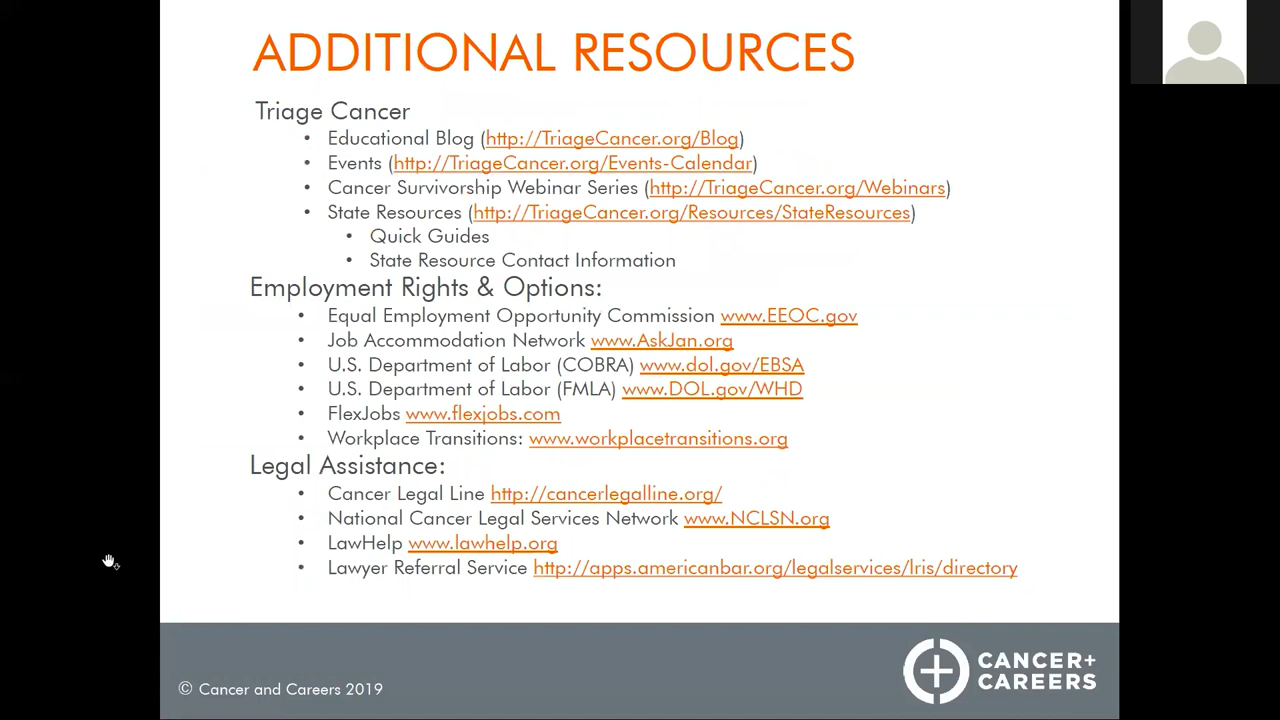 ADDITIONAL RESOURCES
Triage Cancer
• Educational Blog (http://TriageCancer.org/Blog)
• Events (http://TriageCancer.org/Events-Calendar)
• Cancer Survivorship Webinar Series (http://TriageCancer.org/Webinars)
• State Resources (http://TriageCancer.org/Resources/StateResources)
• Quick Guides
• State Resource Contact Information
Employment Rights & Options:
• Equal Employment Opportunity Commission www.EEOC.gov
• Job Accommodation Network www.AskJan.org
• U.S. Department of Labor (COBRA) www.dol.gov/EBSA
• U.S. Department of Labor (FMLA) www.DOL.gov/WHD
• FlexJobs www.flexjobs.com
• Workplace Transitions: www.workplacetransitions.org
Legal Assistance:
• Cancer Legal Line http://cancerlegalline.org/
• National Cancer Legal Services Network www.NCLSN.org
• LawHelp www.lawhelp.org
• Lawyer Referral Service http://apps.americanbar.org/legalservices/lris/directory
© Cancer and Careers 2019
CANCER+
CAREERS